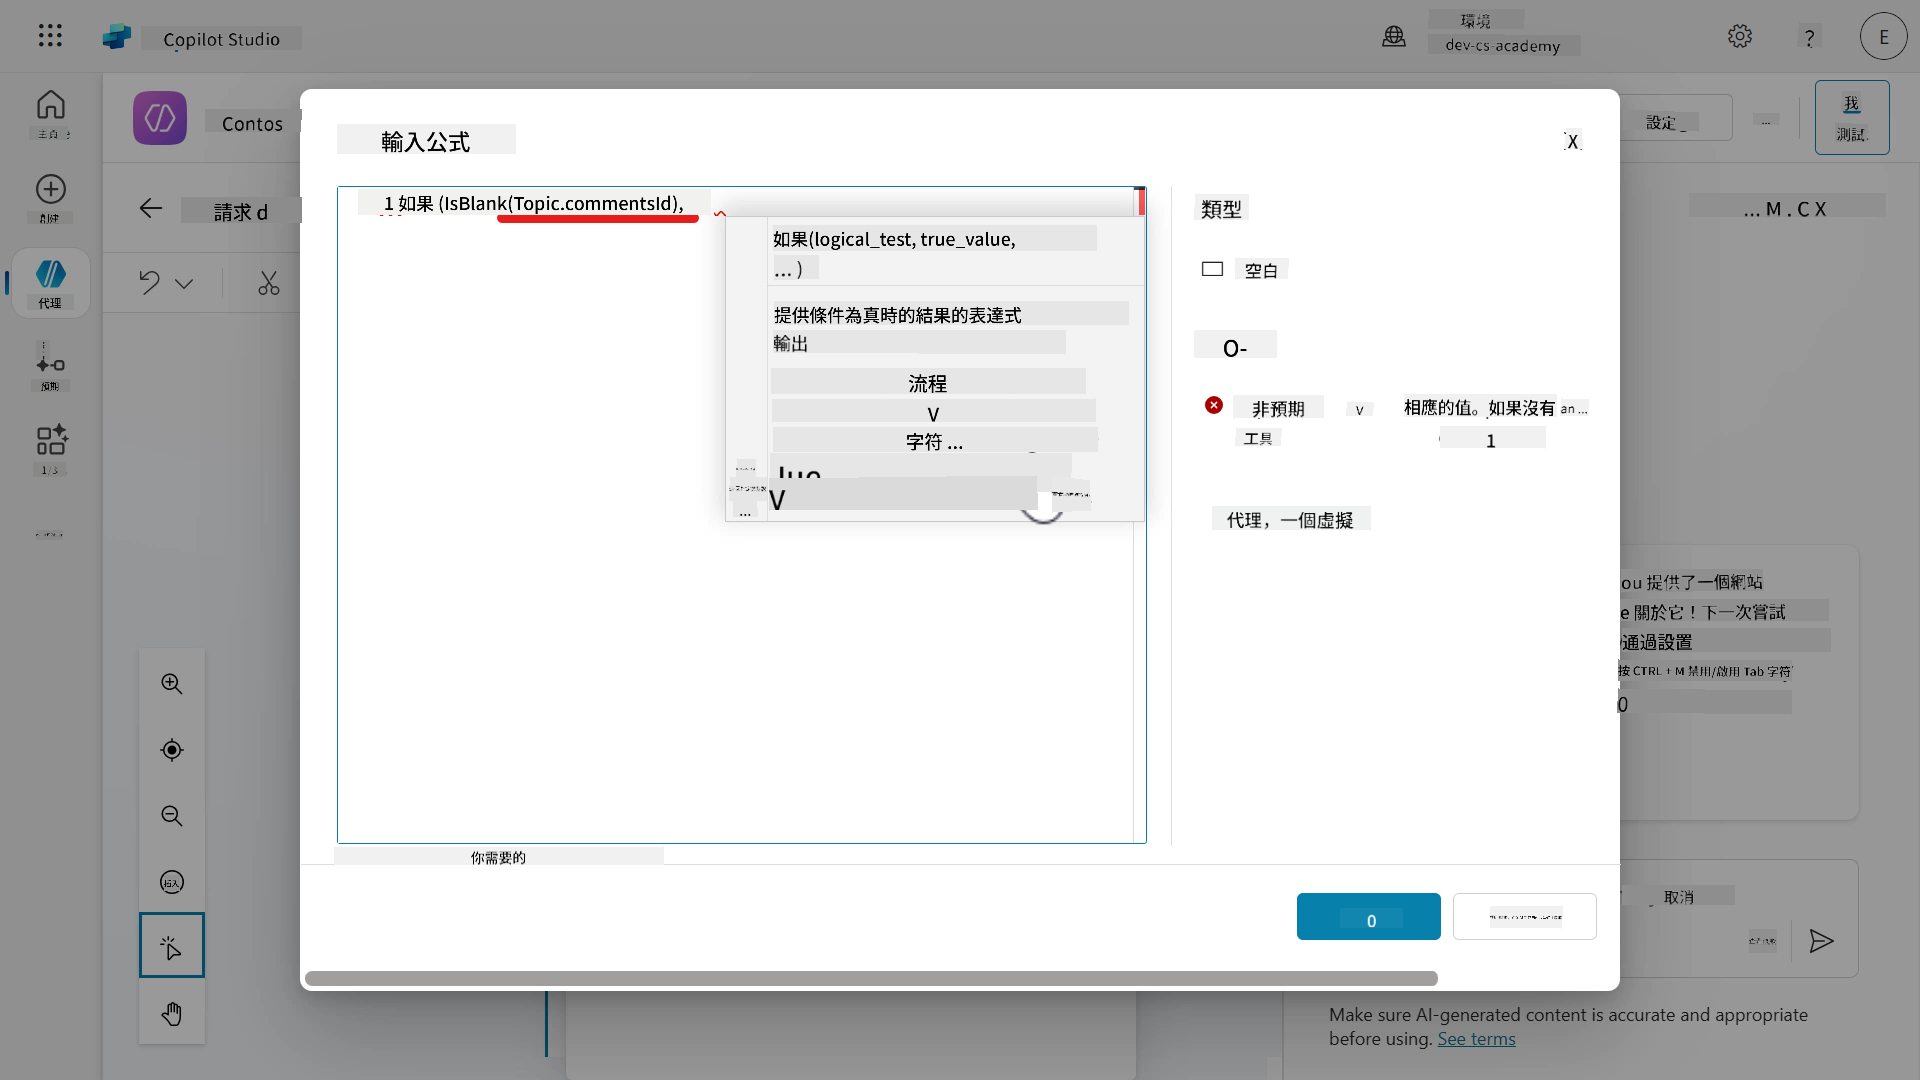 Copilot Studio
環境
dev-cs-academy
?
E
主頁
Contos
設定
...
我
測試
創建
請求 d
代理
預期
1/3
輸入公式
X
1 如果 (IsBlank(Topic.commentsId),
如果(logical_test, true_value,
... )
提供條件為真時的結果的表達式
輸出
流程
V
字符 ...
V
...
類型
空白
O-
非預期
V
相應的值。如果沒有
an ...
工具
1
代理，一個虛擬
你需要的
0
... M . C X
ou 提供了一個網站
e 關於它！下一次嘗試
通過設置
按 CTRL + M 禁用/啟用 Tab 字符
0
插入
取消
Make sure AI-generated content is accurate and appropriate
before using. See terms